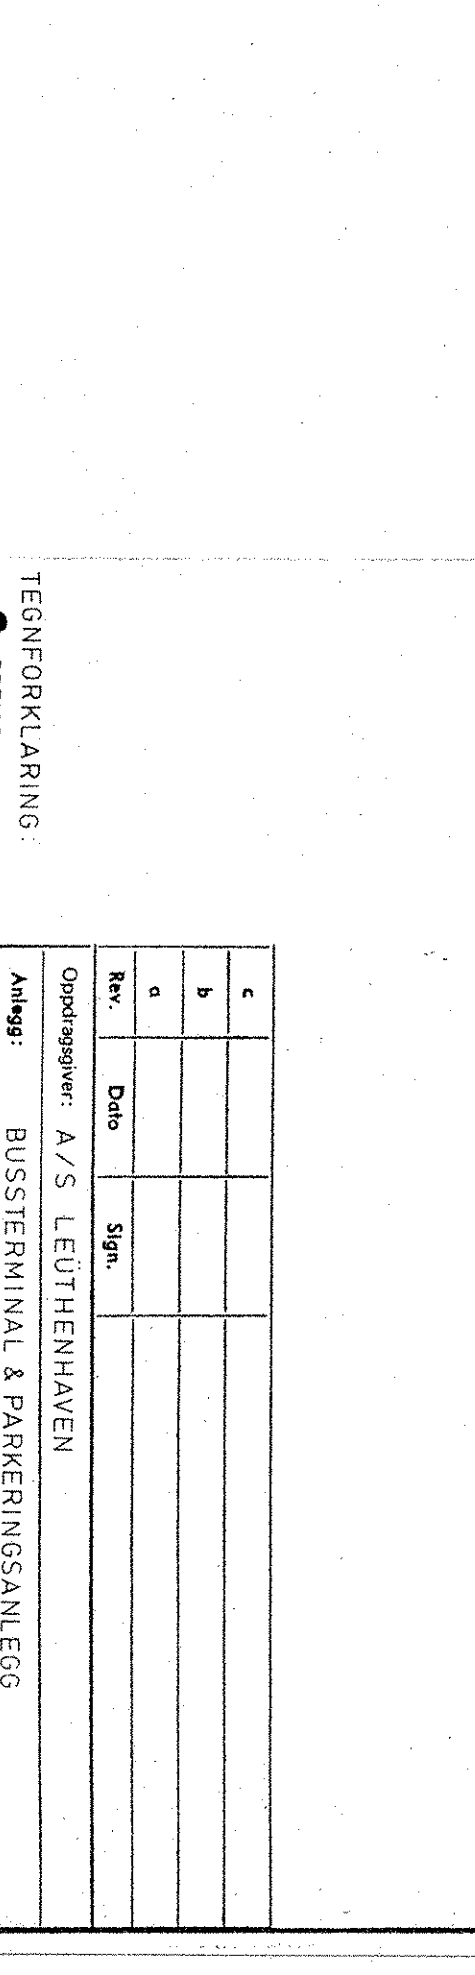 TEGNFORKLARING:
c
b
a
Rev. Dato Sign.
Oppdragsgiver: A/S LEÜTHENHAVEN
Anlegg: BUSSTERMINAL & PARKERINGSANLEGG